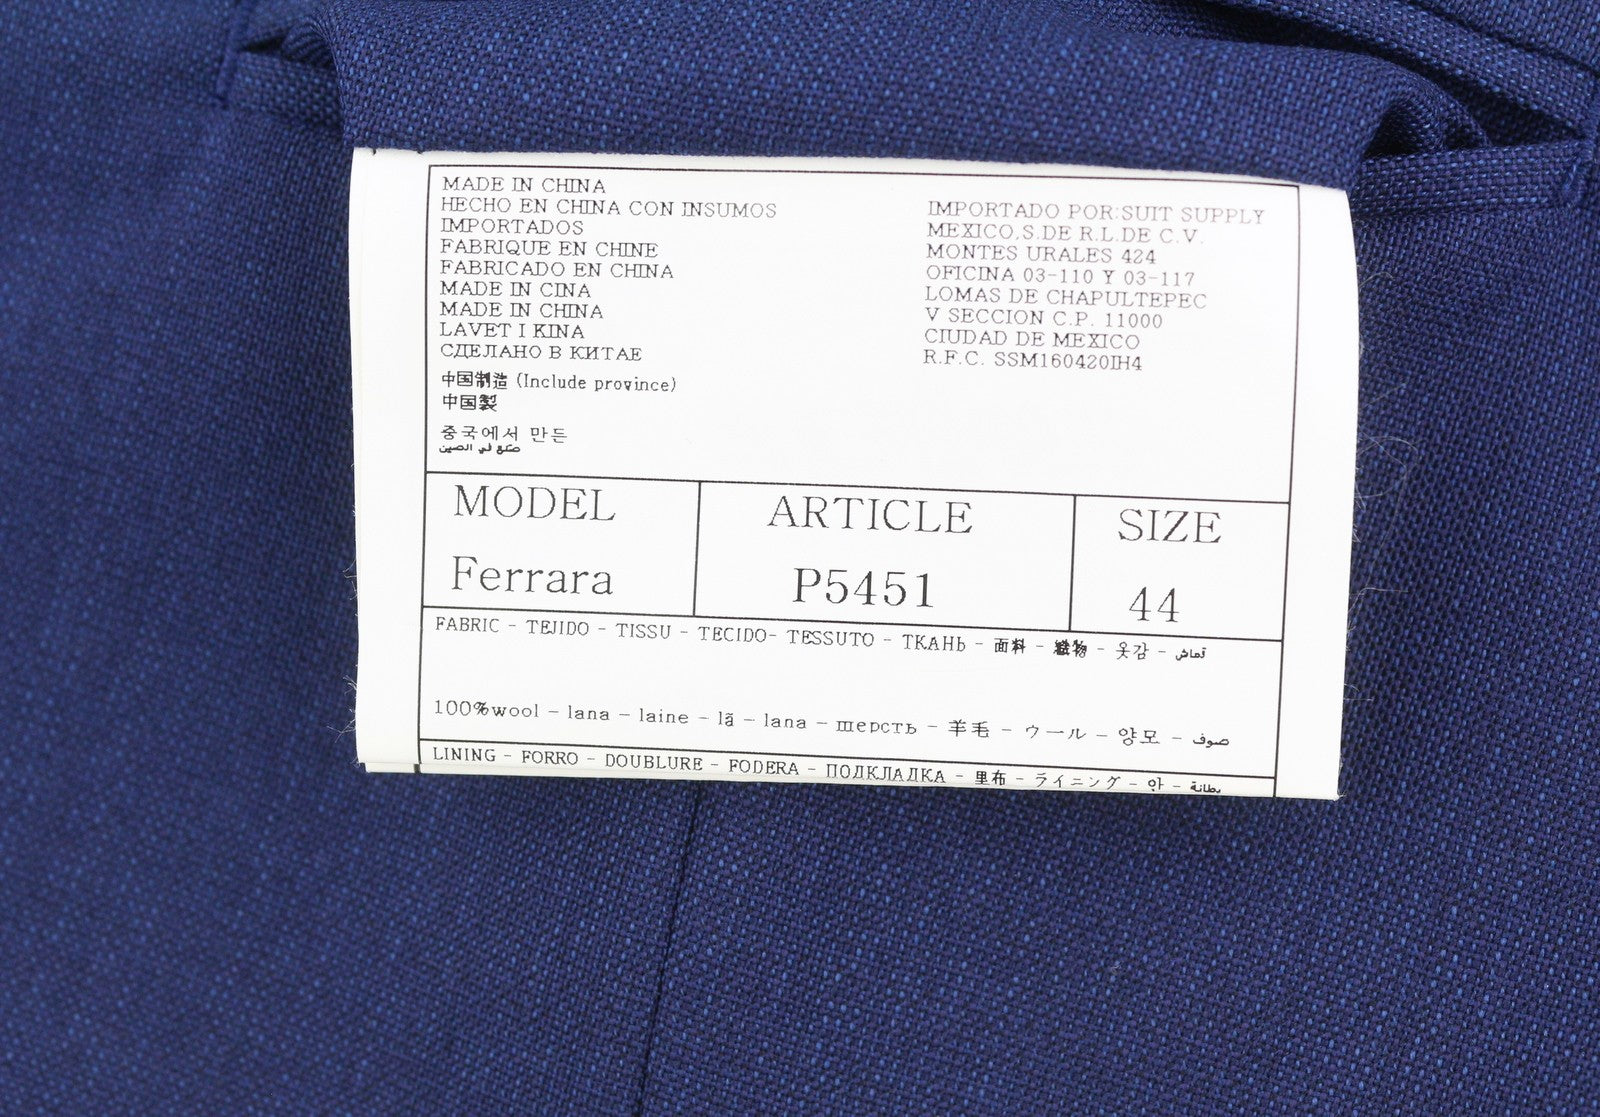 MADE IN CHINA
HECHO EN CHINA CON INSUMOS
IMPORTADOS
FABRIQUE EN CHINE
FABRICADO EN CHINA
MADE IN CINA
MADE IN CHINA
LAVET I KINA
СДЕЛАНО В КИТАЕ
中国制造 (Include province)
中国製
중국에서 만든
صنع في الصين
IMPORTADO POR:SUIT SUPPLY
MEXICO,S.DE R.L.DE C.V.
MONTES URALES 424
OFICINA 03-110 Y 03-117
LOMAS DE CHAPULTEPEC
V SECCION C.P. 11000
CIUDAD DE MEXICO
R.F.C. SSM160420IH4
MODEL ARTICLE SIZE
Ferrara P5451 44
FABRIC - TEJIDO - TISSU - TECIDO- TESSUTO - ТКАНЬ - 面料 - 織物 - 옷감 - قماش
100%wool - lana - laine - lã - lana - шерсть - 羊毛 - ウール - 양모 - صوف
LINING - FORRO - DOUBLURE - FODERA - ПОДКЛАДКА - 里布 - ライニング - 안 - بطانة